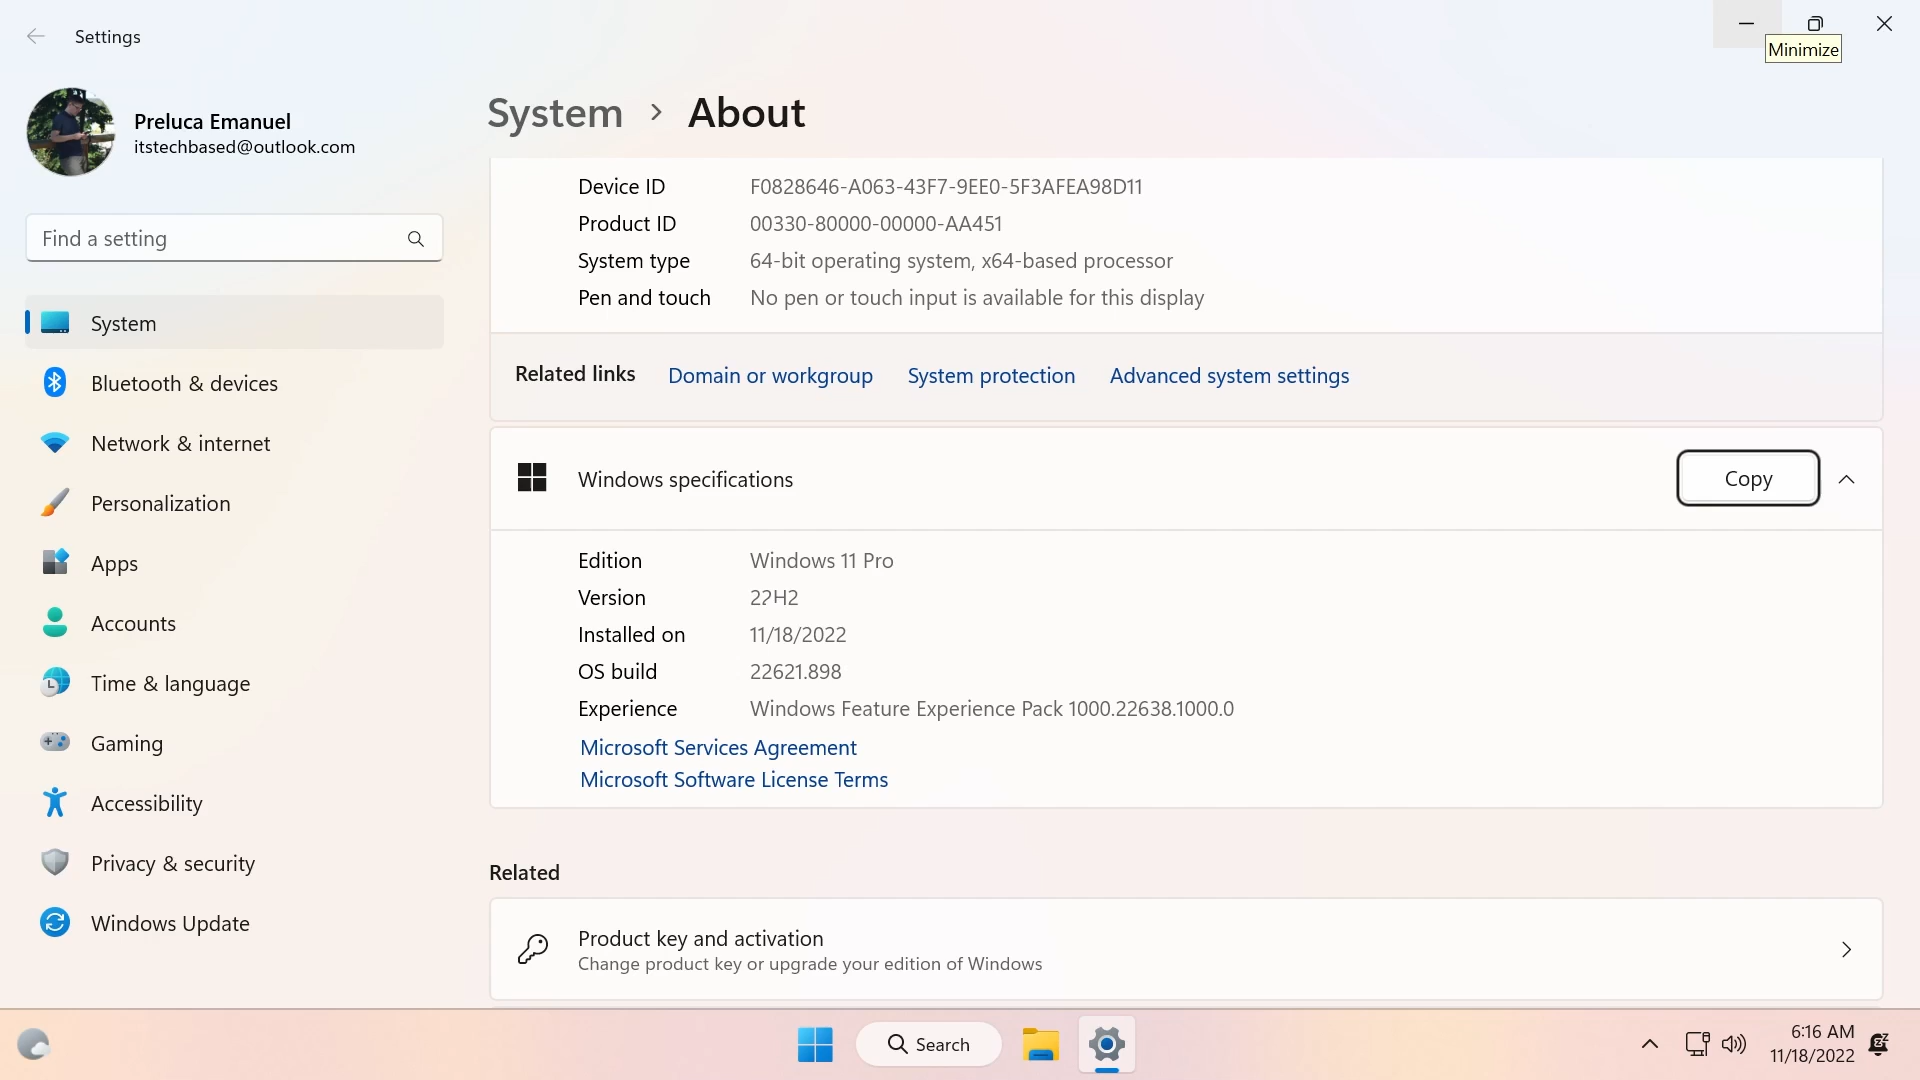 Settings
Minimize
Preluca Emanuel
itstechbased@outlook.com
Find a setting
System
Bluetooth & devices
Network & internet
Personalization
Apps
Accounts
Time & language
Gaming
Accessibility
Privacy & security
Windows Update
System > About
Device ID F0828646-A063-43F7-9EE0-5F3AFEA98D11
Product ID 00330-80000-00000-AA451
System type 64-bit operating system, x64-based processor
Pen and touch No pen or touch input is available for this display
Related links Domain or workgroup System protection Advanced system settings
Windows specifications Copy
Edition Windows 11 Pro
Version 22H2
Installed on 11/18/2022
OS build 22621.898
Experience Windows Feature Experience Pack 1000.22638.1000.0
Microsoft Services Agreement
Microsoft Software License Terms
Related
Product key and activation
Change product key or upgrade your edition of Windows
Search
6:16 AM
11/18/2022